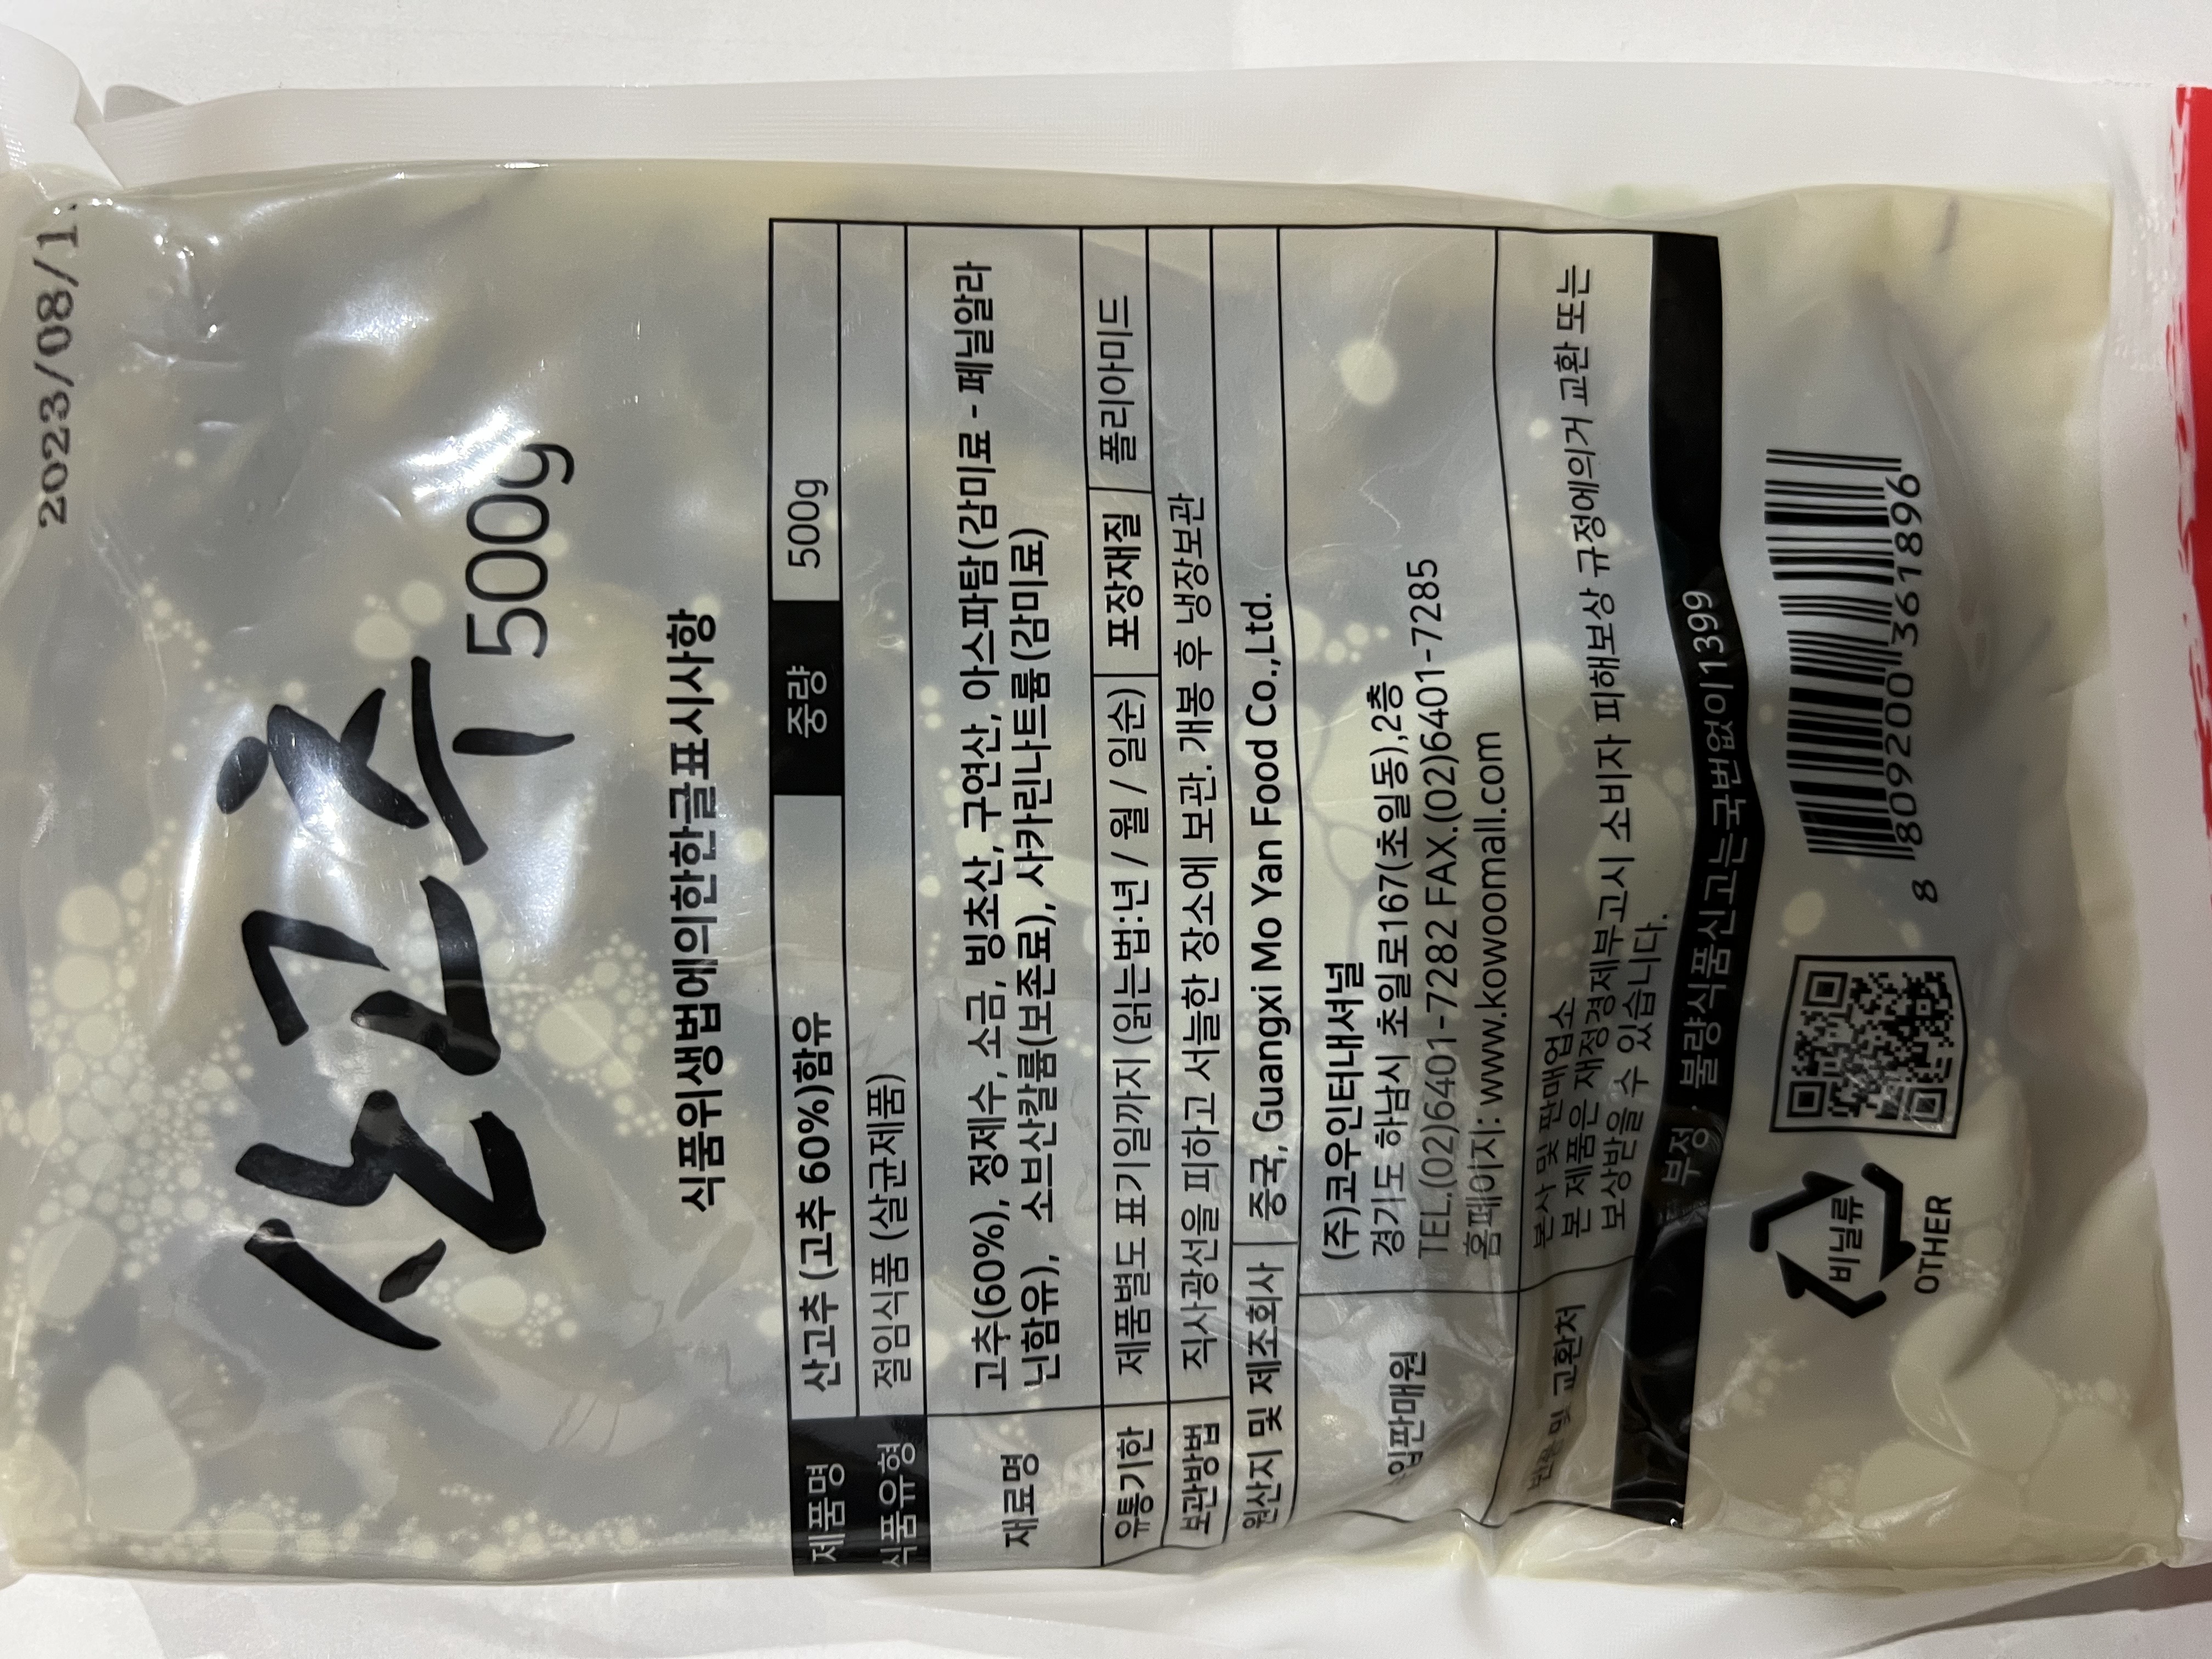 2023/08/1
산고추
500g
식품위생법에의한한글표시사항
제품명 산고추 (고추 60%)함유 중량 500g
식품유형 절임식품 (살균제품)
재료명 고추(60%), 정제수, 소금, 빙초산, 구연산, 아스파탐(감미료 - 페닐알라
닌함유), 소브산칼륨(보존료), 사카린나트륨(감미료)
유통기한 제품별도 표기일까지 (읽는법:년 / 월 / 일순) 포장재질 폴리아미드
보관방법 직사광선을 피하고 서늘한 장소에 보관. 개봉 후 냉장보관
원산지 및 제조회사 중국, Guangxi Mo Yan Food Co.,Ltd.
입판매원 (주)코우인터내셔널
경기도 하남시 초일로167(초일동),2층
TEL.(02)6401-7282 FAX.(02)6401-7285
홈페이지: www.kowoomall.com
반품 및 교환처 본사 및 판매업소
본 제품은 재정경제부고시 소비자 피해보상 규정에의거 교환 또는
보상받을 수 있습니다.
부정 · 불량식품신고는국번없이1399
비닐류
OTHER
8 809200 361896